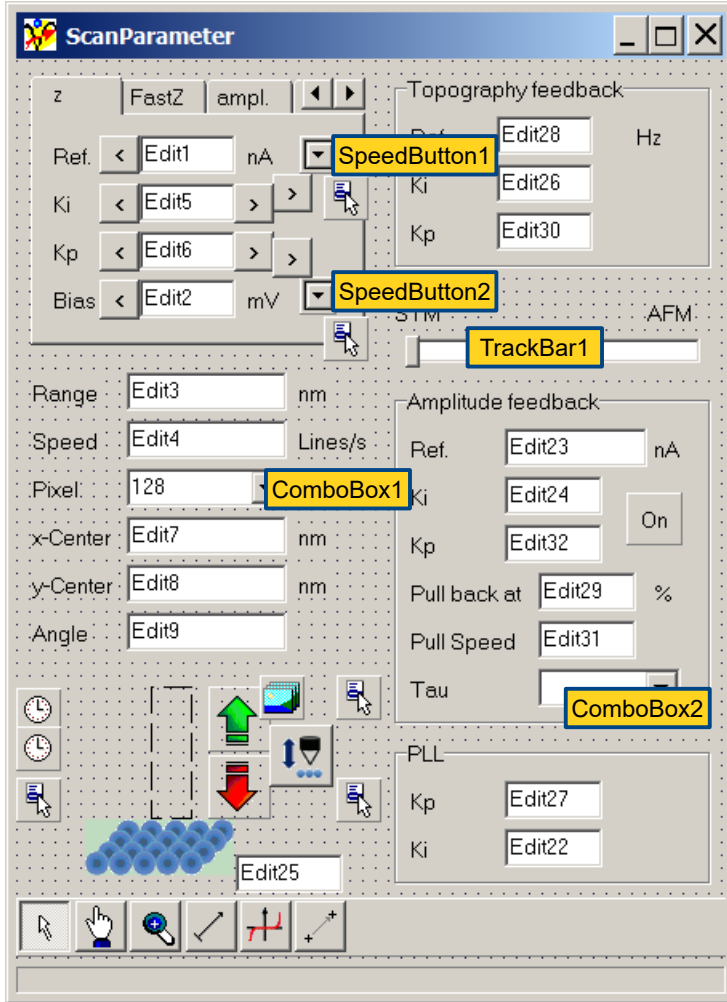 ScanParameter
z FastZ ampl.
Ref. < Edit1 nA SpeedButton1
Ki < Edit5 > >
Kp < Edit6 > >
Bias < Edit2 mV SpeedButton2
Range Edit3 nm
Speed Edit4 Lines/s
Pixel: 128 ComboBox1
x-Center Edit7 nm
y-Center Edit8 nm
Angle Edit9
Edit25
Topography feedback
Ref. Edit28 Hz
Ki Edit26
Kp Edit30
STM AFM
TrackBar1
Amplitude feedback
Ref. Edit23 nA
Ki Edit24
On
Kp Edit32
Pull back at Edit29 %
Pull Speed Edit31
Tau
ComboBox2
PLL
Kp Edit27
Ki Edit22